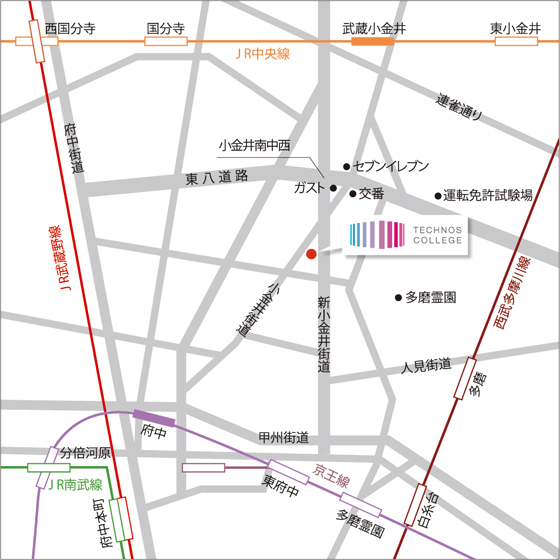 西国分寺
国分寺
武蔵小金井
東小金井
JR中央線
連雀通り
府中街道
小金井南中西
セブンイレブン
東八道路
ガスト
交番
運転免許試験場
TECHNOS
COLLEGE
JR武蔵野線
西武多摩川線
小金井街道
新小金井街道
多磨霊園
人見街道
多磨
府中
甲州街道
分倍河原
京王線
JR南武線
東府中
府中本町
多磨霊園
白糸台